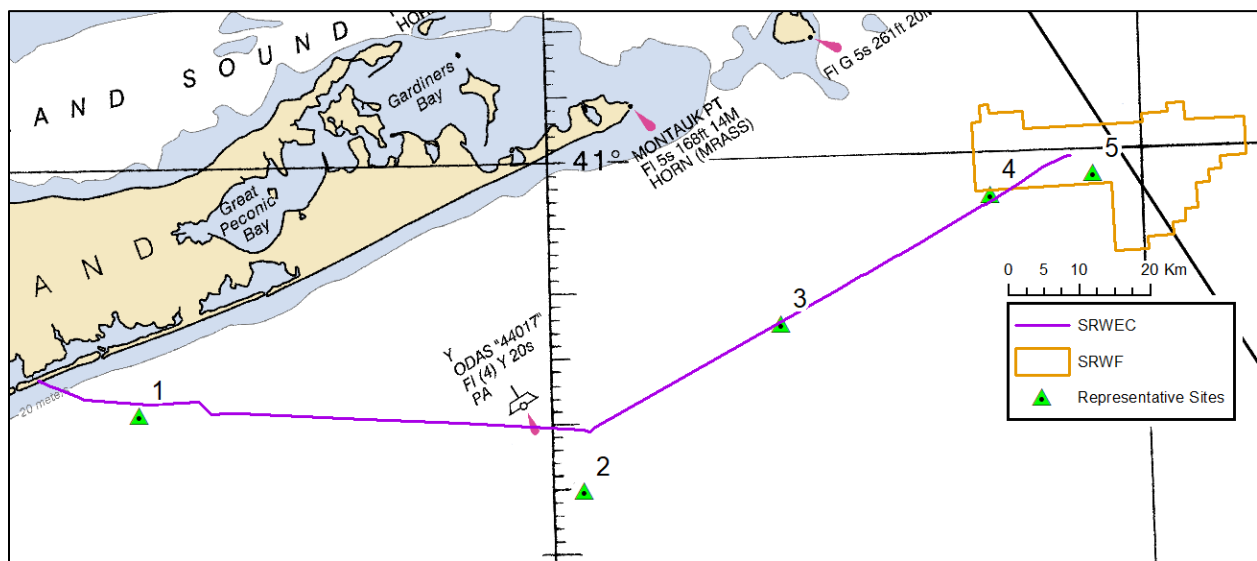 HOR
AND SOUND
Gardiners
Bay
Fl G 5s 261ft 20M
MONTAUK PT
Fl 5s 168ft 14M
HORN (MRASS)
41°
5
4
Great
Peconic
Bay
AND
0 5 10 20 Km
3
SRWEC
SRWF
Representative Sites
Y
ODAS "44017"
Fl (4) Y 20s
PA
1
20 meters
2